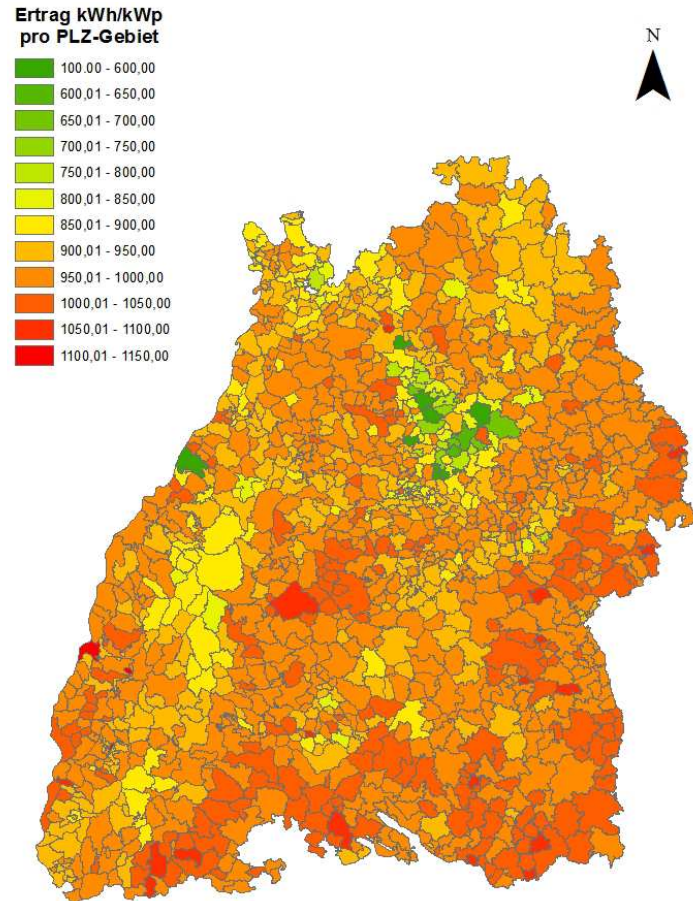 Ertrag kWh/kWp
pro PLZ-Gebiet
100.00 - 600,00
600,01 - 650,00
650,01 - 700,00
700,01 - 750,00
750,01 - 800,00
800,01 - 850,00
850,01 - 900,00
900,01 - 950,00
950,01 - 1000,00
1000,01 - 1050,00
1050,01 - 1100,00
1100,01 - 1150,00
N